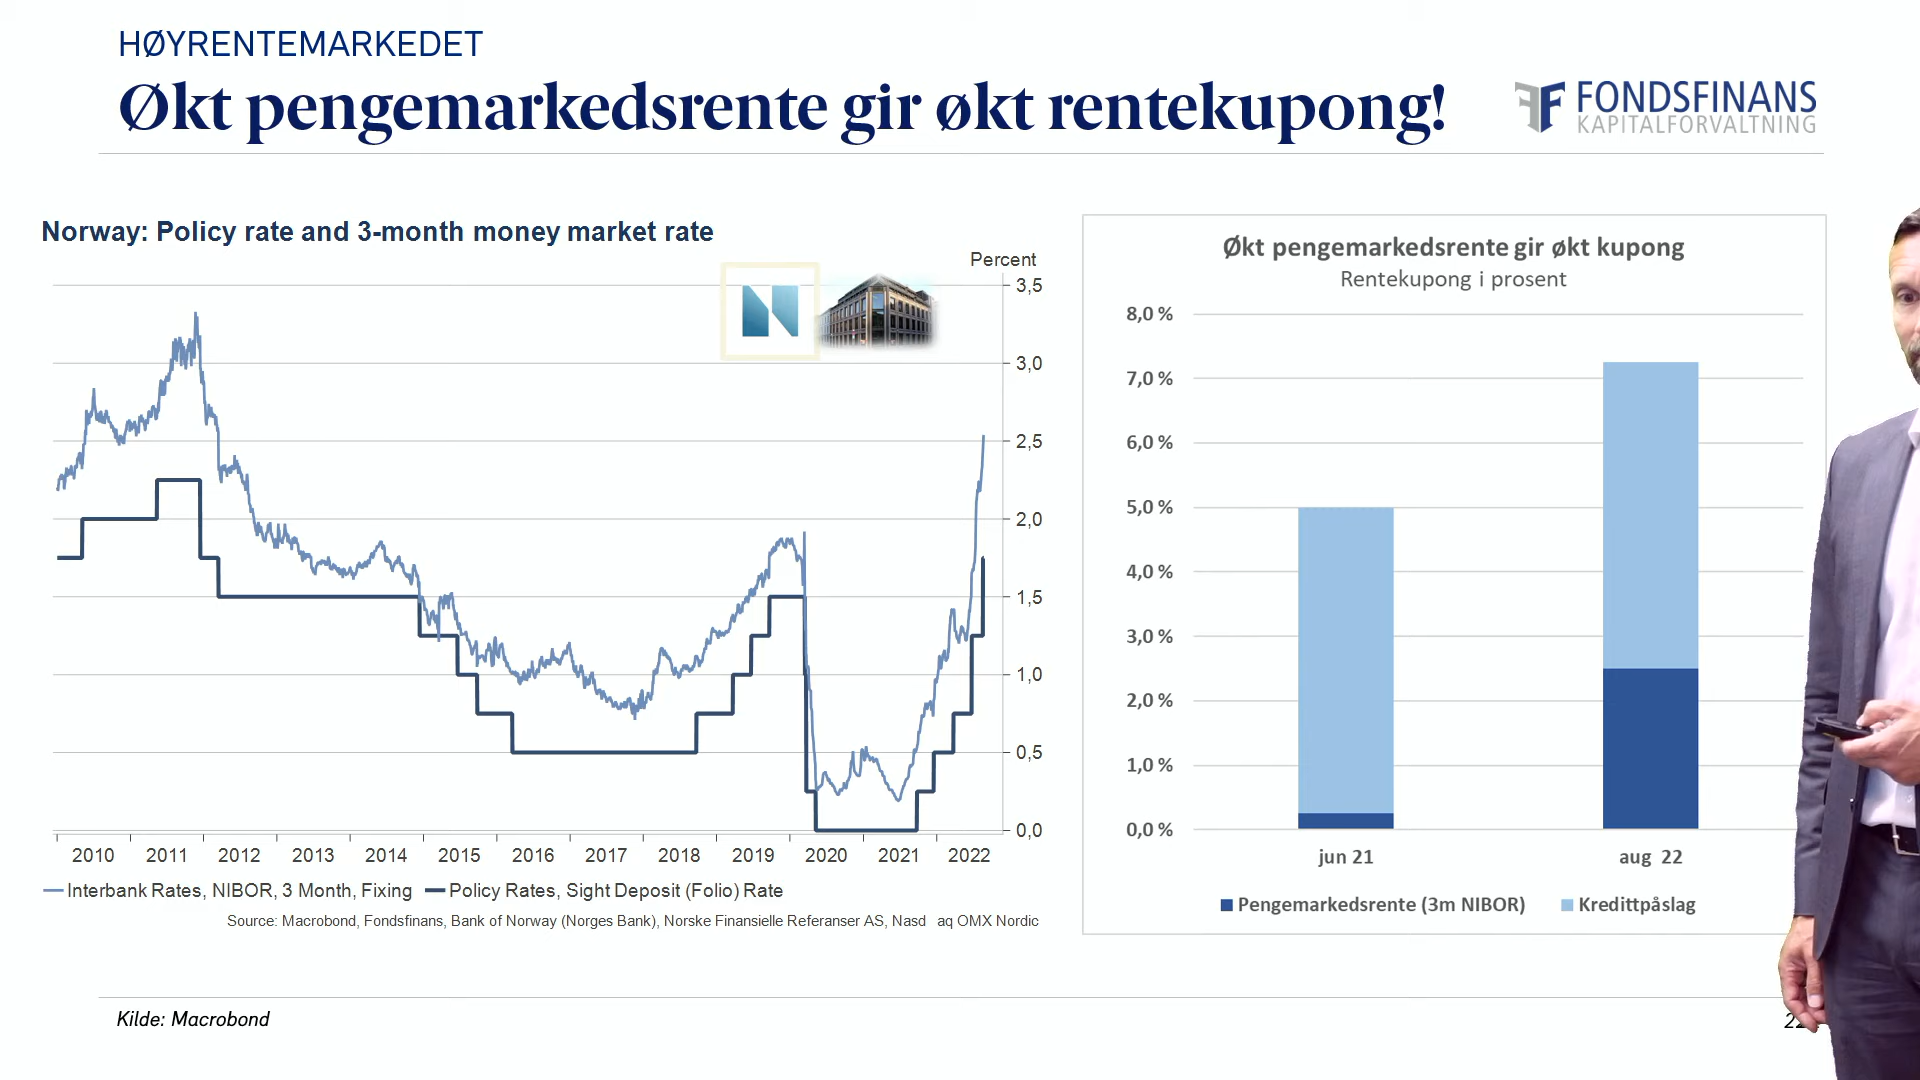 HØYRENTEMARKEDET
Økt pengemarkedsrente gir økt rentekupong!
FONDSFINANS
KAPITALFORVALTNING
Norway: Policy rate and 3-month money market rate
Percent
3,5
3,0
2,5
2,0
1,5
1,0
0,5
0,0
2010 2011 2012 2013 2014 2015 2016 2017 2018 2019 2020 2021 2022
Interbank Rates, NIBOR, 3 Month, Fixing Policy Rates, Sight Deposit (Folio) Rate
Source: Macrobond, Fondsfinans, Bank of Norway (Norges Bank), Norske Finansielle Referanser AS, Nasd aq OMX Nordic
Økt pengemarkedsrente gir økt kupong
Rentekupong i prosent
8,0 %
7,0 %
6,0 %
5,0 %
4,0 %
3,0 %
2,0 %
1,0 %
0,0 %
jun 21 aug 22
Pengemarkedsrente (3m NIBOR) Kredittpåslag
Kilde: Macrobond